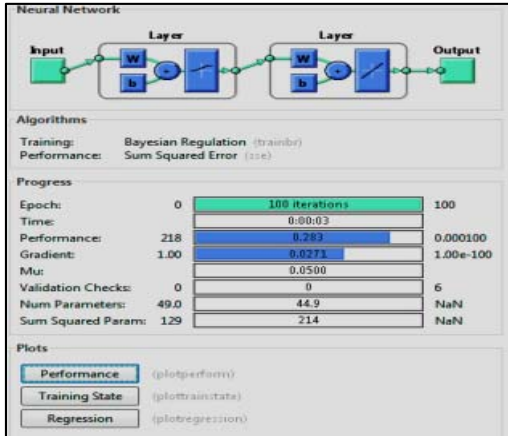 Neural Network
Layer Layer
Input Output
W W
b b
+ +
Algorithms
Training: Bayesian Regulation (trainbr)
Performance: Sum Squared Error (sse)
Progress
Epoch: 0 100 iterations 100
Time: 0:00:03
Performance: 218 0.283 0.000100
Gradient: 1.00 0.0271 1.00e-100
Mu: 0.0500
Validation Checks: 0 0 6
Num Parameters: 49.0 44.9 NaN
Sum Squared Param: 129 214 NaN
Plots
Performance (plotperform)
Training State (plottrainstate)
Regression (plotregression)